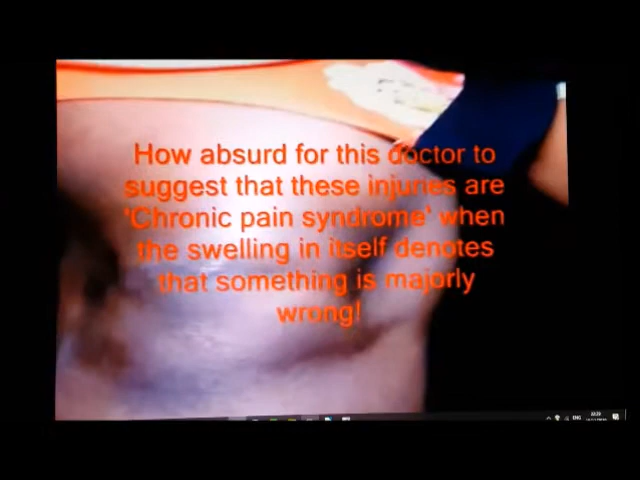 How absurd for this doctor to
suggest that these injuries are
'Chronic pain syndrome' when
the swelling in itself denotes
that something is majorly
wrong!
ENG